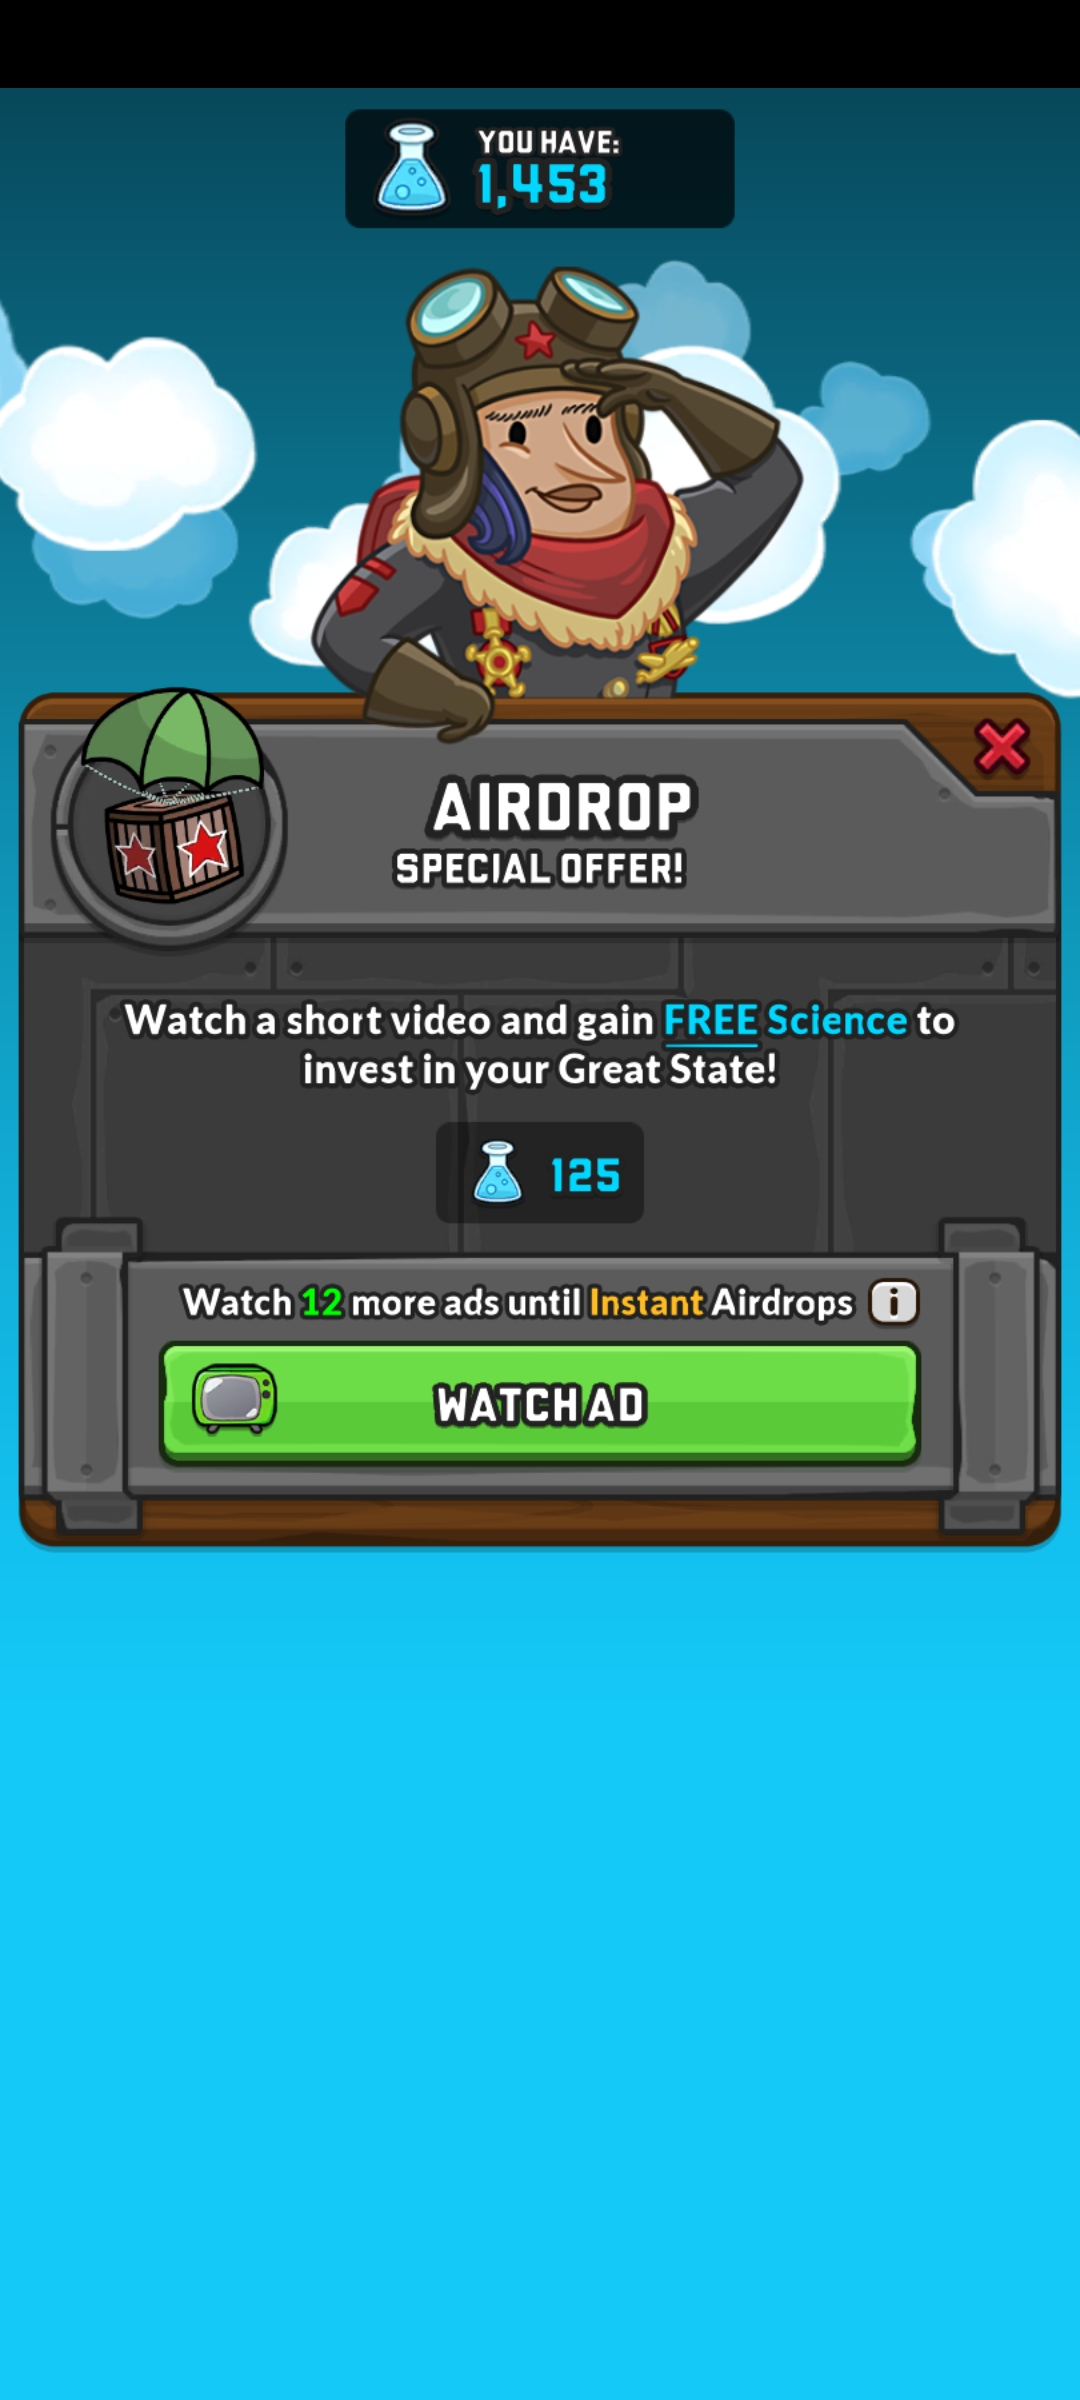 YOU HAVE:
1,453
AIRDROP
SPECIAL OFFER!
Watch a short video and gain FREE Science to
invest in your Great State!
125
Watch 12 more ads until Instant Airdrops i
WATCH AD